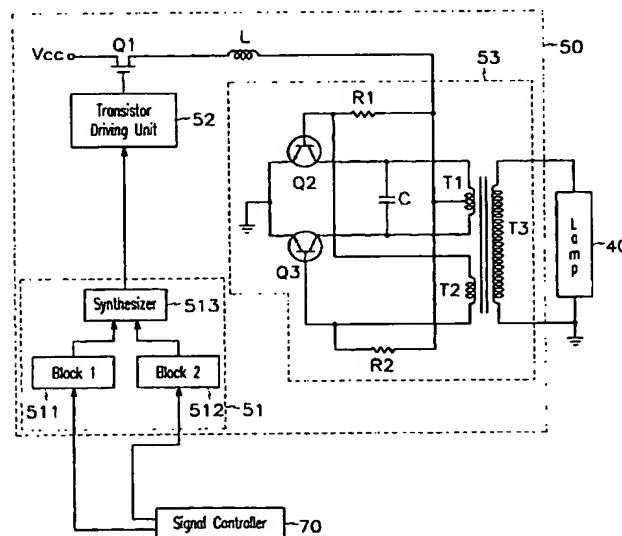 Vcc
Q1
L
50
53
Transistor
Driving Unit
52
R1
Q2
C
T1
T3
Lamp
40
Q3
T2
Synthesizer
513
R2
Block 1
Block 2
511
512
51
Signal Controller
70